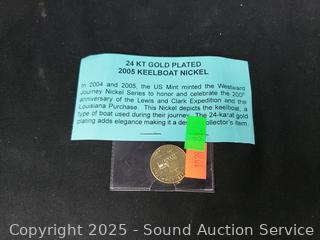 24 KT GOLD PLATED
2005 KEELBOAT NICKEL
In 2004 and 2005, the US Mint minted the Westward
Journey Nickel Series to honor and celebrate the 200th
anniversary of the Lewis and Clark Expedition and the
Louisiana Purchase. This Nickel depicts the keelboat, a
type of boat used during their journey. The 24-karat gold
plating adds elegance making it a collector's item.
Copyright 2025 - Sound Auction Service